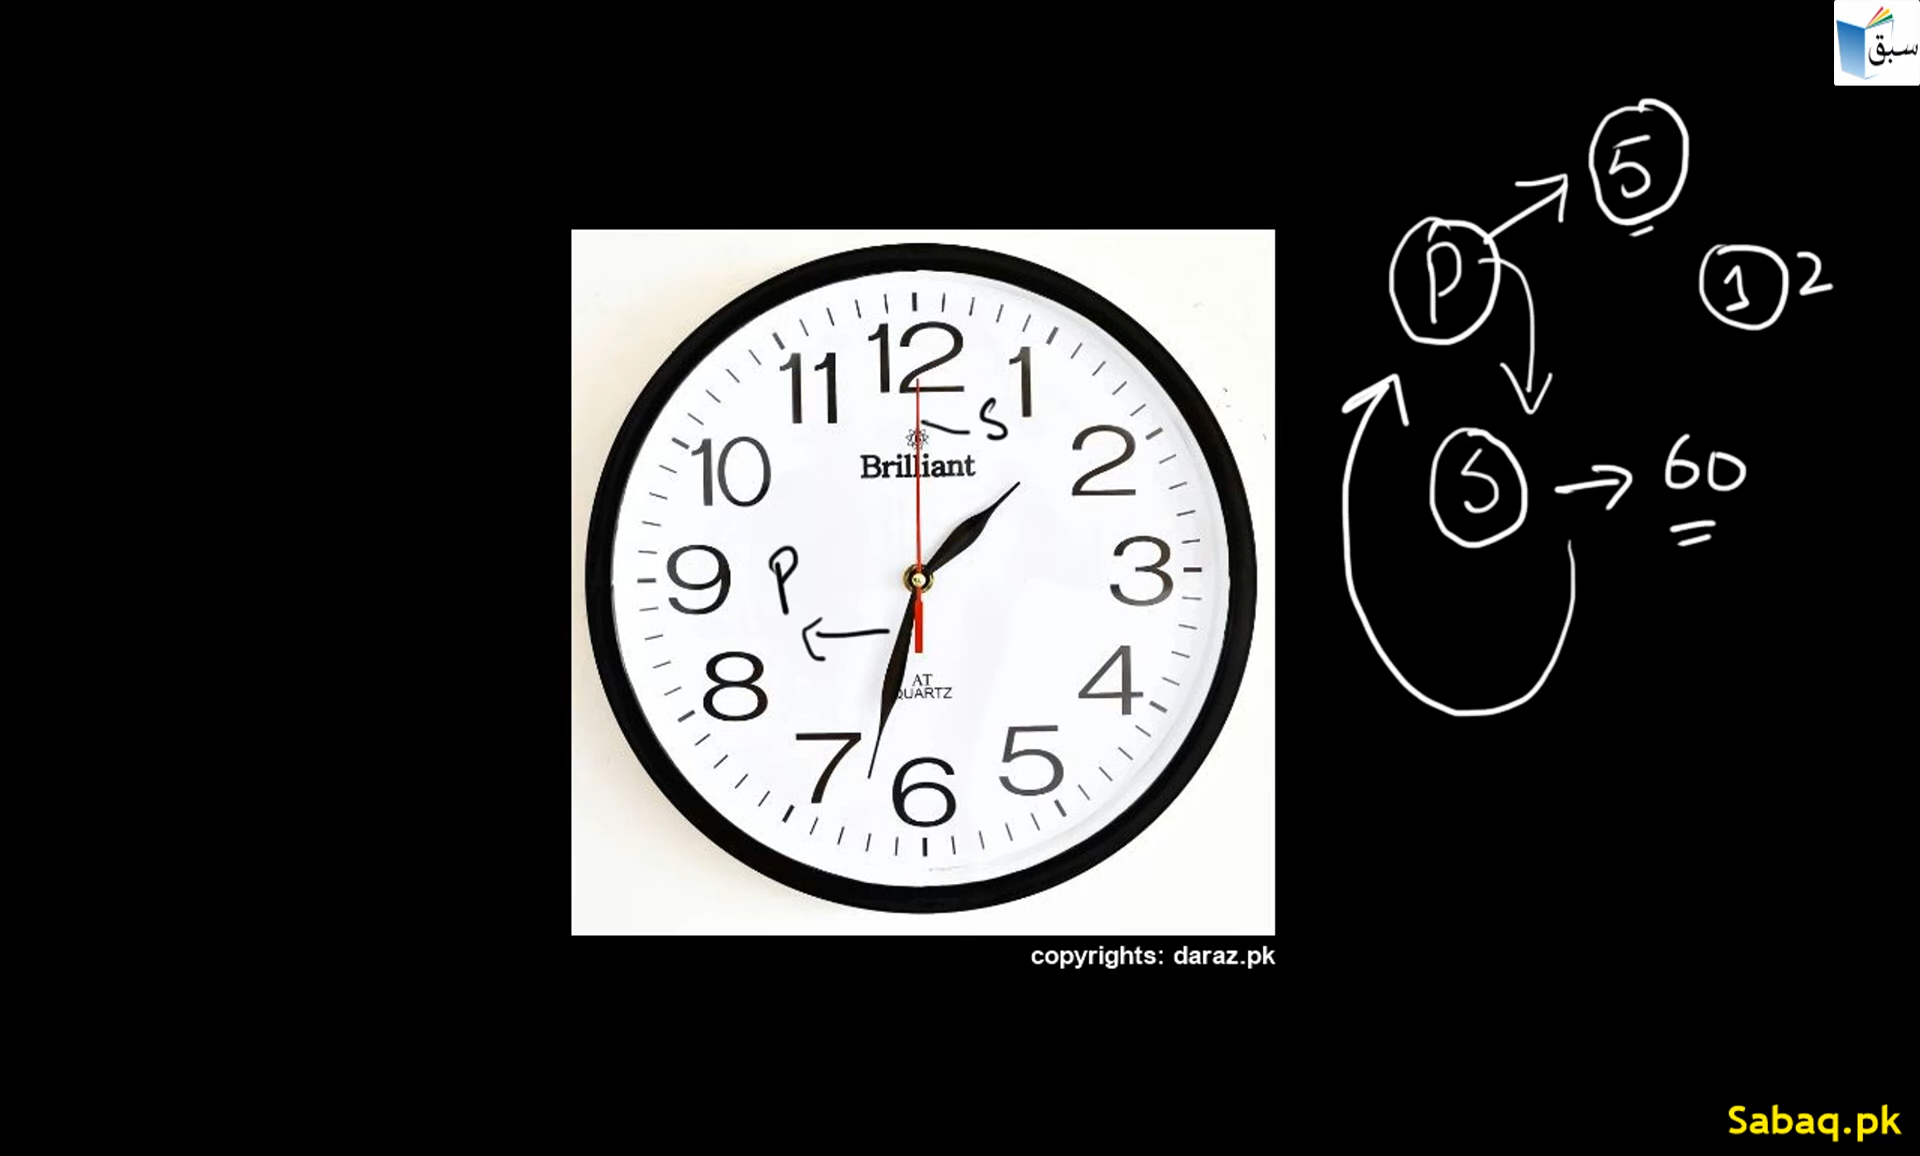 سبق
5
P
1 2
S → 60
12
11
1
10
2
S
Brilliant
9
P
3
8
4
AT
QUARTZ
7
5
6
copyrights: daraz.pk
Sabaq.pk